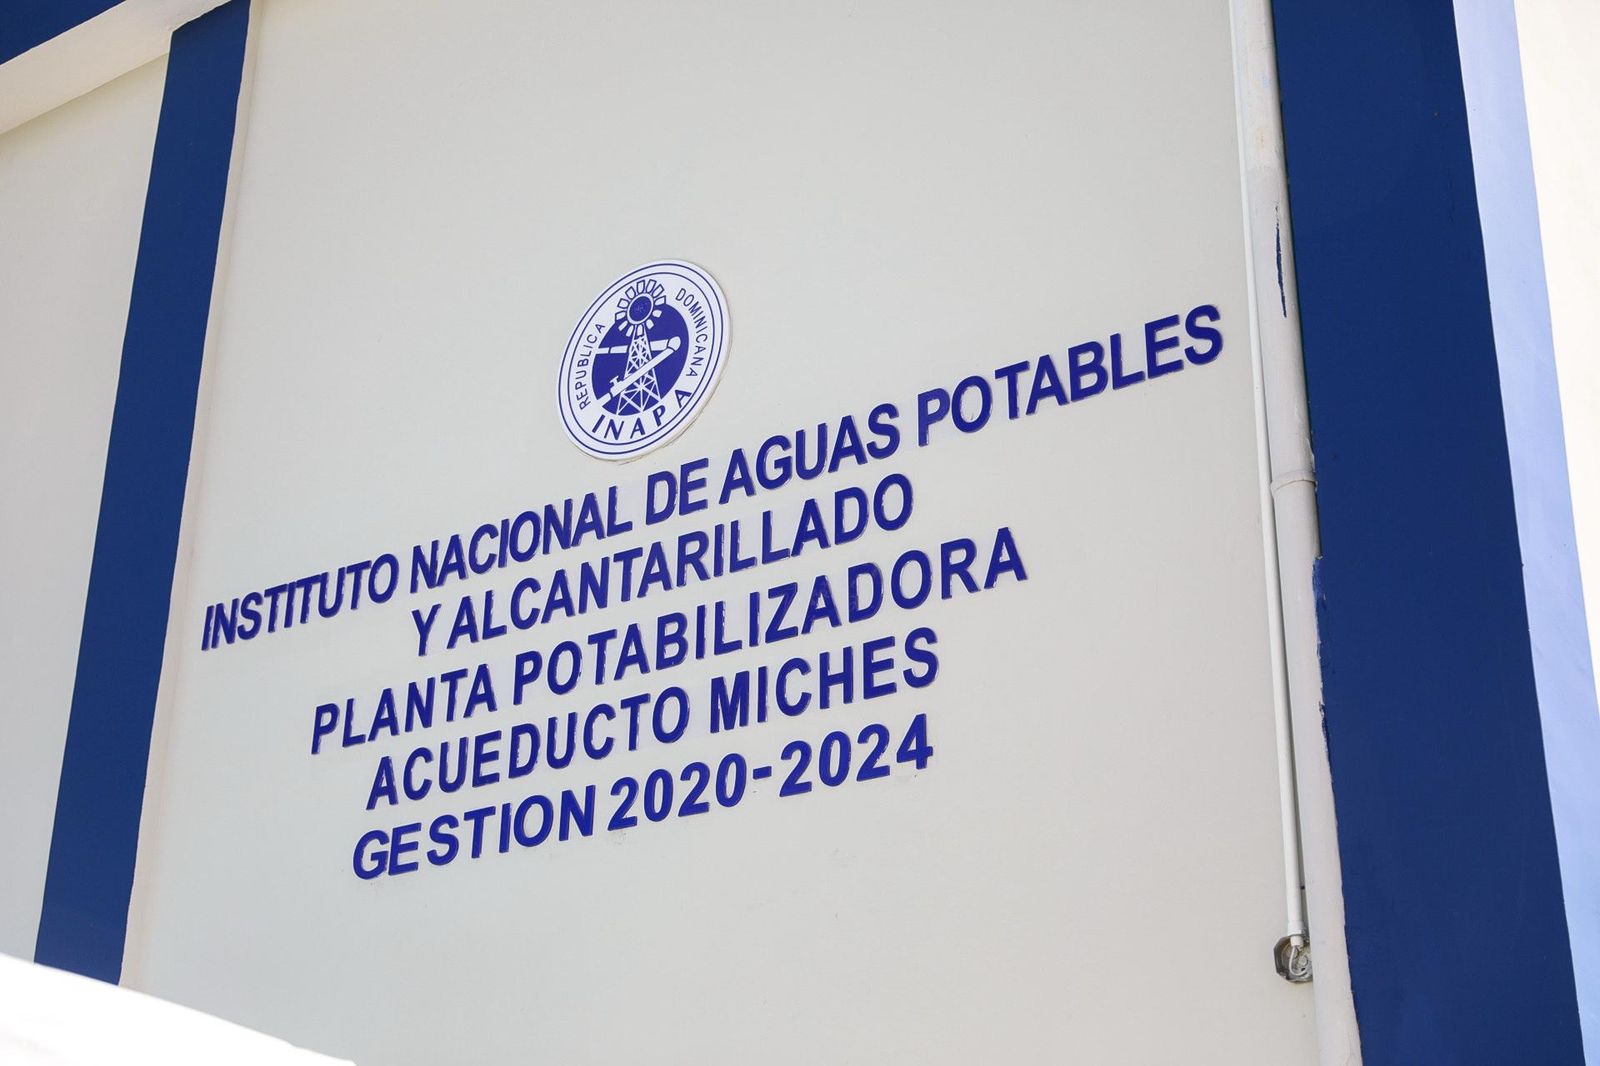 REPUBLICA DOMINICANA
INAPA
INSTITUTO NACIONAL DE AGUAS POTABLES
Y ALCANTARILLADO
PLANTA POTABILIZADORA
ACUEDUCTO MICHES
GESTION 2020-2024